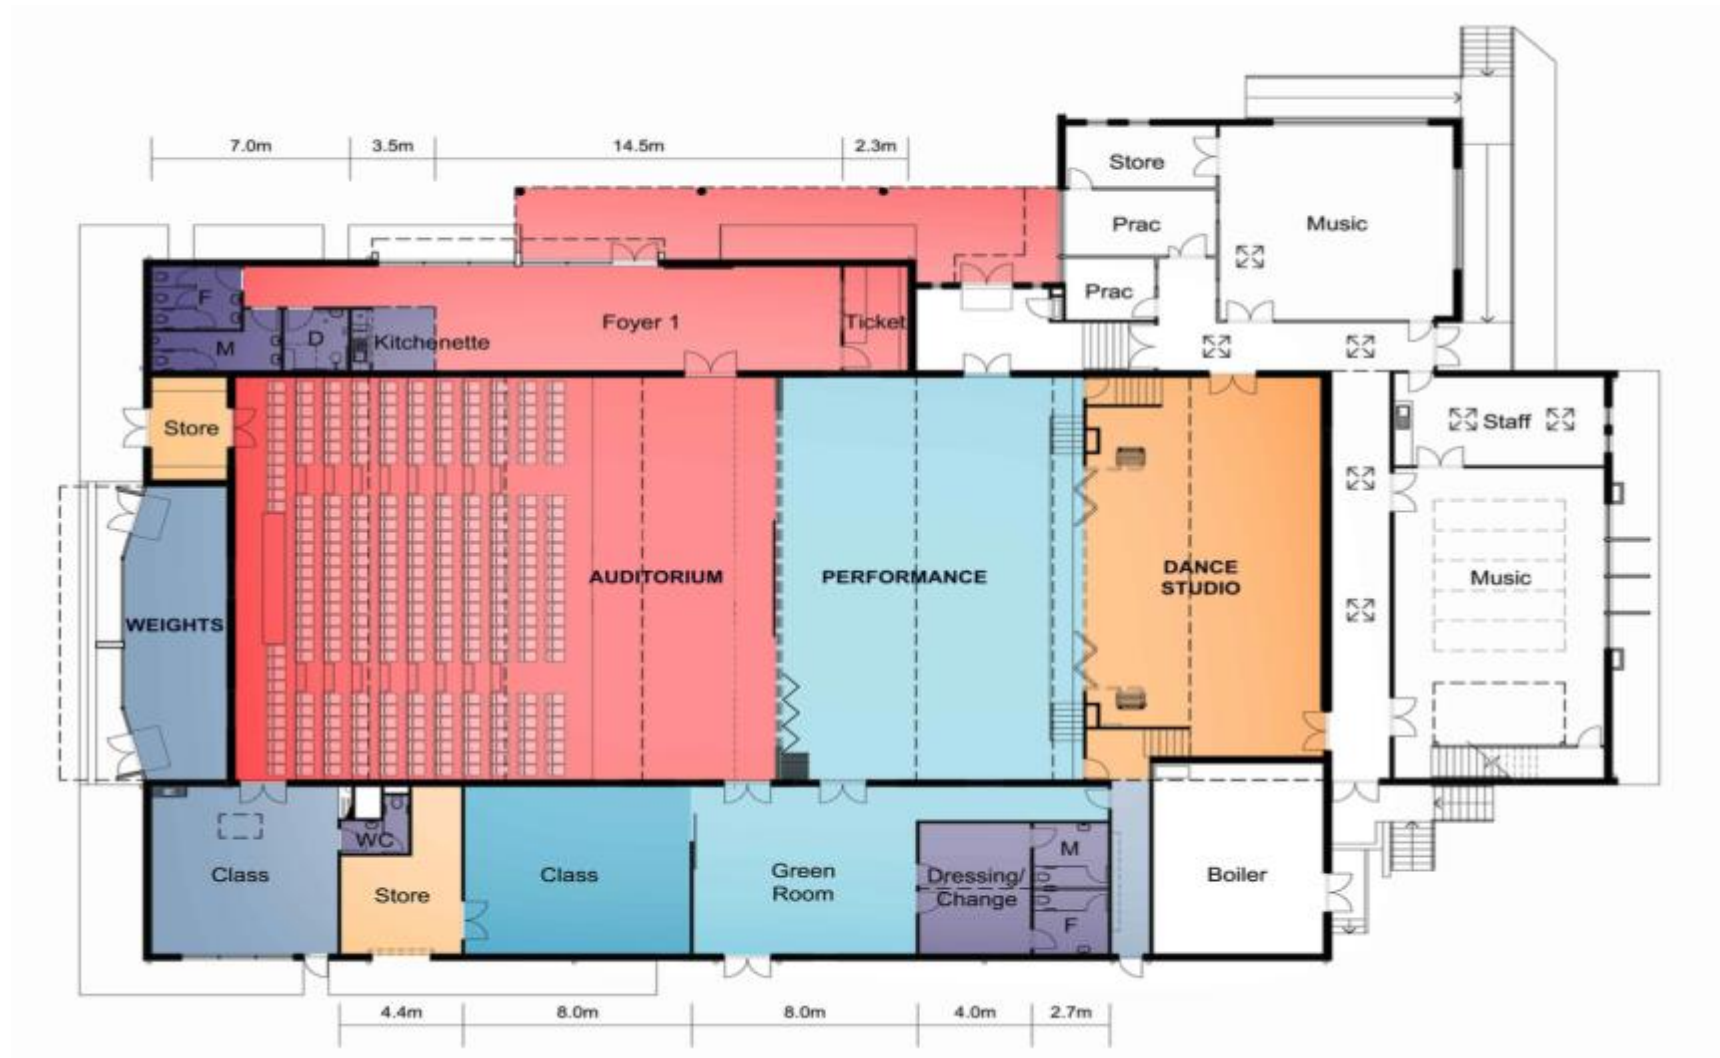 7.0m
3.5m
14.5m
2.3m
Store
Prac
Music
Prac
F
M
D
Kitchenette
Foyer 1
Ticket
Store
Staff
WEIGHTS
AUDITORIUM
PERFORMANCE
DANCE
STUDIO
Music
Class
WC
Store
Class
Green
Room
Dressing/
Change
M
F
Boiler
4.4m
8.0m
8.0m
4.0m
2.7m